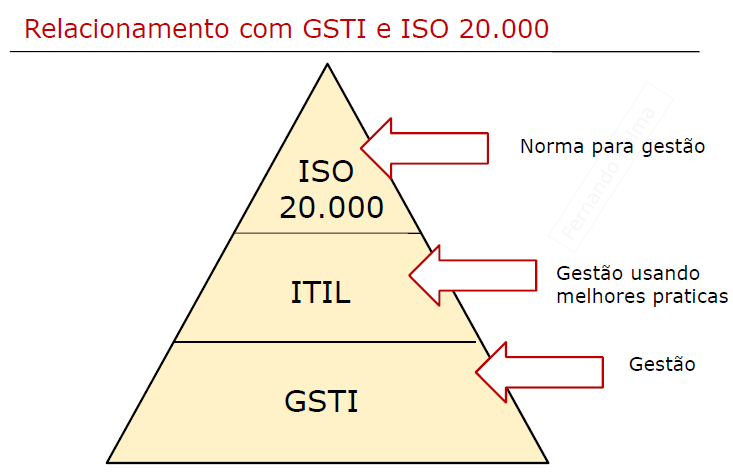 Relacionamento com GSTI e ISO 20.000
ISO
20.000
Norma para gestão
ITIL
Gestão usando
melhores praticas
GSTI
Gestão
Fernando